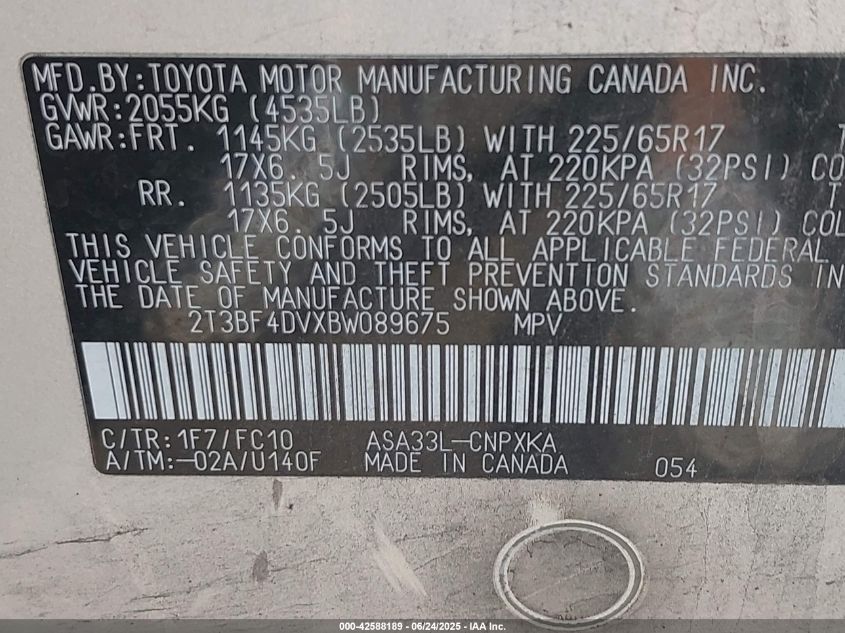 MFD.BY:TOYOTA MOTOR MANUFACTURING CANADA INC.
GVWR:2055KG (4535LB)
GAWR:FRT. 1145KG (2535LB) WITH 225/65R17 T
17X6.5J RIMS, AT 220KPA (32PSI) CO
RR. 1135KG (2505LB) WITH 225/65R17 T
17X6.5J RIMS, AT 220KPA (32PSI) COL
THIS VEHICLE CONFORMS TO ALL APPLICABLE FEDERAL
VEHICLE SAFETY AND THEFT PREVENTION STANDARDS IN
THE DATE OF MANUFACTURE SHOWN ABOVE.
2T3BF4DVXBW089675 MPV
C/TR:1F7/FC10 ASA33L-CNPXKA
A/TM:-02A/U140F MADE IN CANADA 054
000-42588189 - 06/24/2025 - IAA Inc.